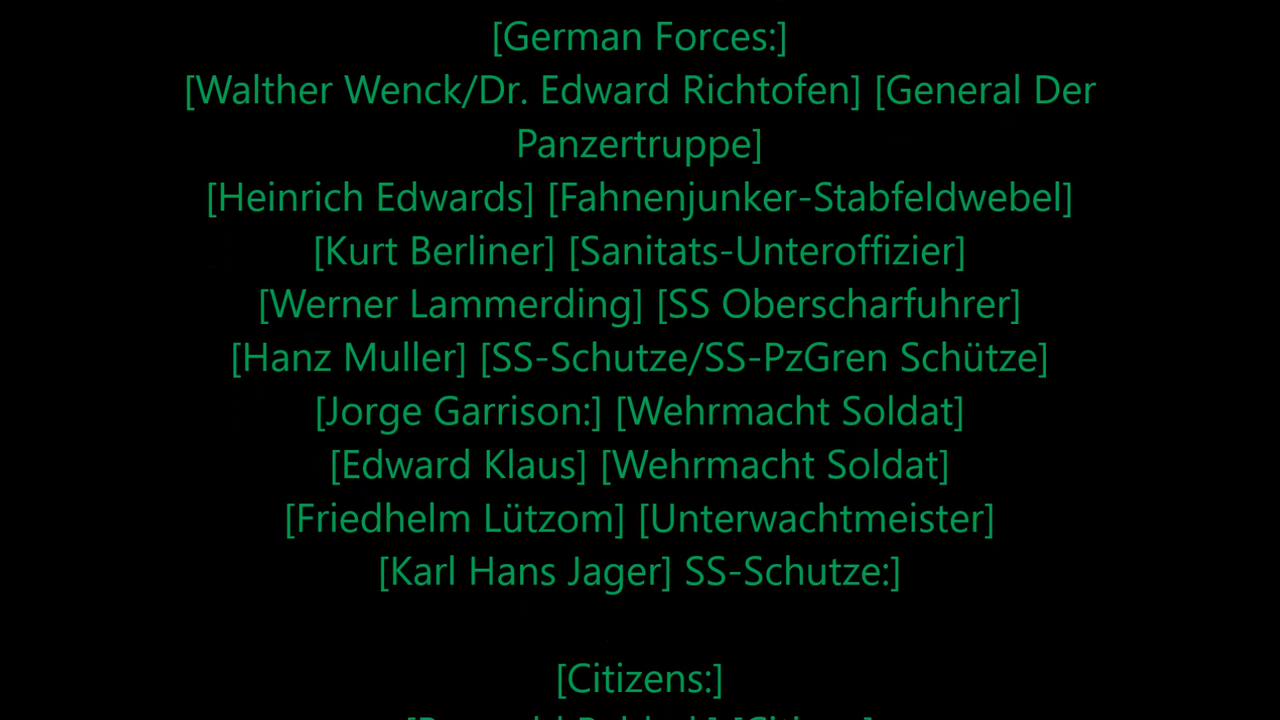 [German Forces:]
[Walther Wenck/Dr. Edward Richtofen] [General Der
Panzertruppe]
[Heinrich Edwards] [Fahnenjunker-Stabfeldwebel]
[Kurt Berliner] [Sanitats-Unteroffizier]
[Werner Lammerding] [SS Oberscharfuhrer]
[Hanz Muller] [SS-Schutze/SS-PzGren Schütze]
[Jorge Garrison:] [Wehrmacht Soldat]
[Edward Klaus] [Wehrmacht Soldat]
[Friedhelm Lützom] [Unterwachtmeister]
[Karl Hans Jager] SS-Schutze:]
[Citizens:]